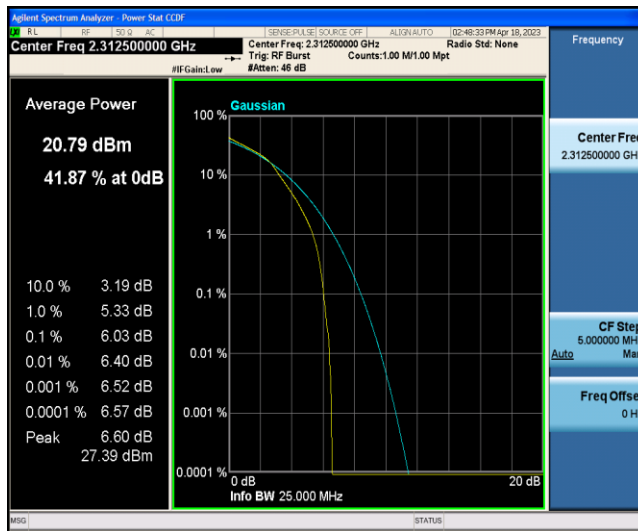 Agilent Spectrum Analyzer - Power Stat CCDF
RL RF 50 Ω AC SENSE:PULSE SOURCE OFF ALIGN AUTO 02:48:33 PM Apr 18, 2023
Center Freq 2.312500000 GHz
Center Freq: 2.312500000 GHz Radio Std: None
Trig: RF Burst Counts:1.00 M/1.00 Mpt
#IFGain:Low #Atten: 46 dB
Frequency
Average Power
20.79 dBm
41.87 % at 0dB
10.0 % 3.19 dB
1.0 % 5.33 dB
0.1 % 6.03 dB
0.01 % 6.40 dB
0.001 % 6.52 dB
0.0001 % 6.57 dB
Peak 6.60 dB
27.39 dBm
Gaussian
100 %
10 %
1 %
0.1 %
0.01 %
0.001 %
0.0001 %
0 dB 20 dB
Info BW 25.000 MHz
Center Fre
2.312500000 GH
CF Step
5.000000 MH
Auto Ma
Freq Offse
0 H
MSG STATUS